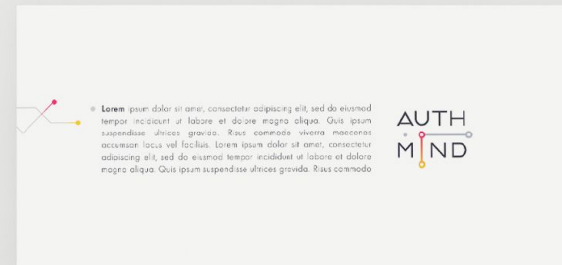 Lorem ipsum dolor sit amet, consectetur adipiscing elit, sed do eiusmod
tempor incididunt ut labore et dolore magna aliqua. Quis ipsum
suspendisse ultrices gravida. Risus commodo viverra maecenas
accumsan lacus vel facilisis. Lorem ipsum dolor sit amet, consectetur
adipiscing elit, sed do eiusmod tempor incididunt ut labore et dolore
magna aliqua. Quis ipsum suspendisse ultrices gravida. Risus commodo
AUTH
MIND